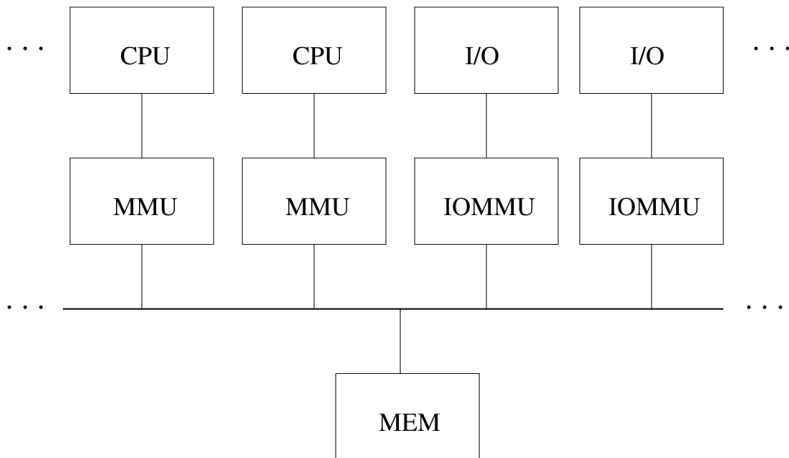 . . . CPU CPU I/O I/O . . .
MMU MMU IOMMU IOMMU
. . . . . .
MEM